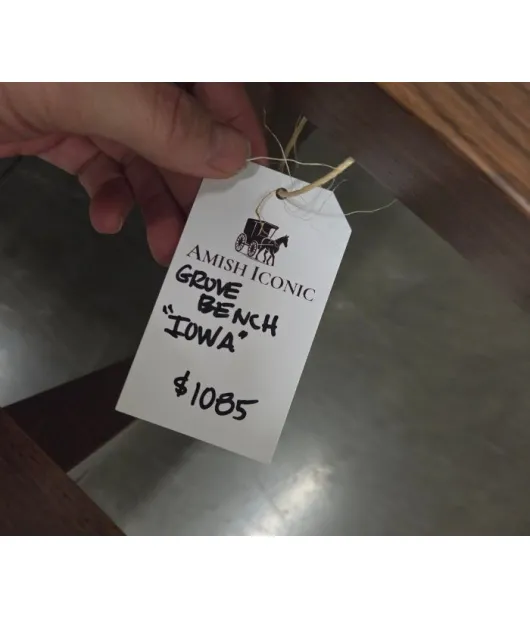 AMISH ICONIC
GROVE
BENCH
"IOWA"
$1085